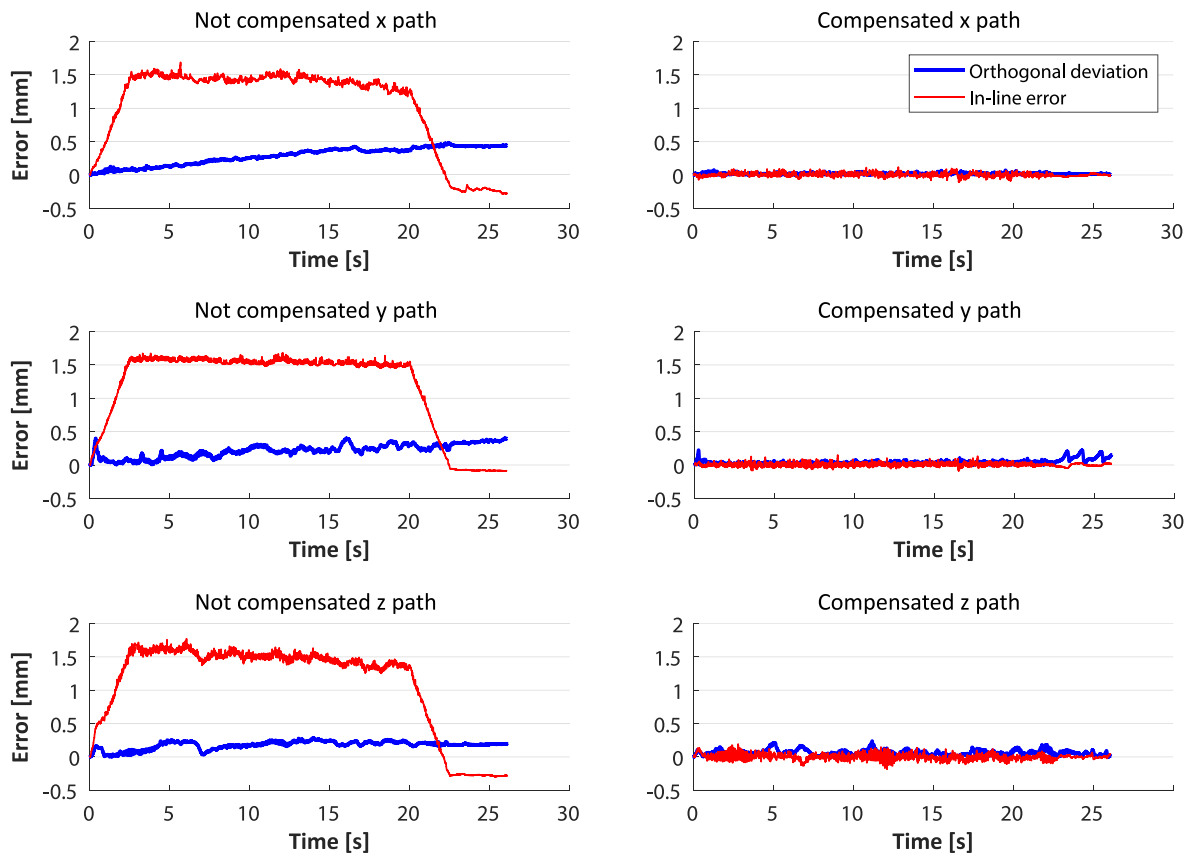 Not compensated x path
Compensated x path
2
1.5
1
0.5
0
-0.5
Error [mm]
0 5 10 15 20 25 30
Time [s]
2
1.5
1
0.5
0
-0.5
Orthogonal deviation
In-line error
0 5 10 15 20 25 30
Time [s]
Not compensated y path
Compensated y path
2
1.5
1
0.5
0
-0.5
Error [mm]
0 5 10 15 20 25 30
Time [s]
2
1.5
1
0.5
0
-0.5
0 5 10 15 20 25 30
Time [s]
Not compensated z path
Compensated z path
2
1.5
1
0.5
0
-0.5
Error [mm]
0 5 10 15 20 25 30
Time [s]
2
1.5
1
0.5
0
-0.5
0 5 10 15 20 25 30
Time [s]